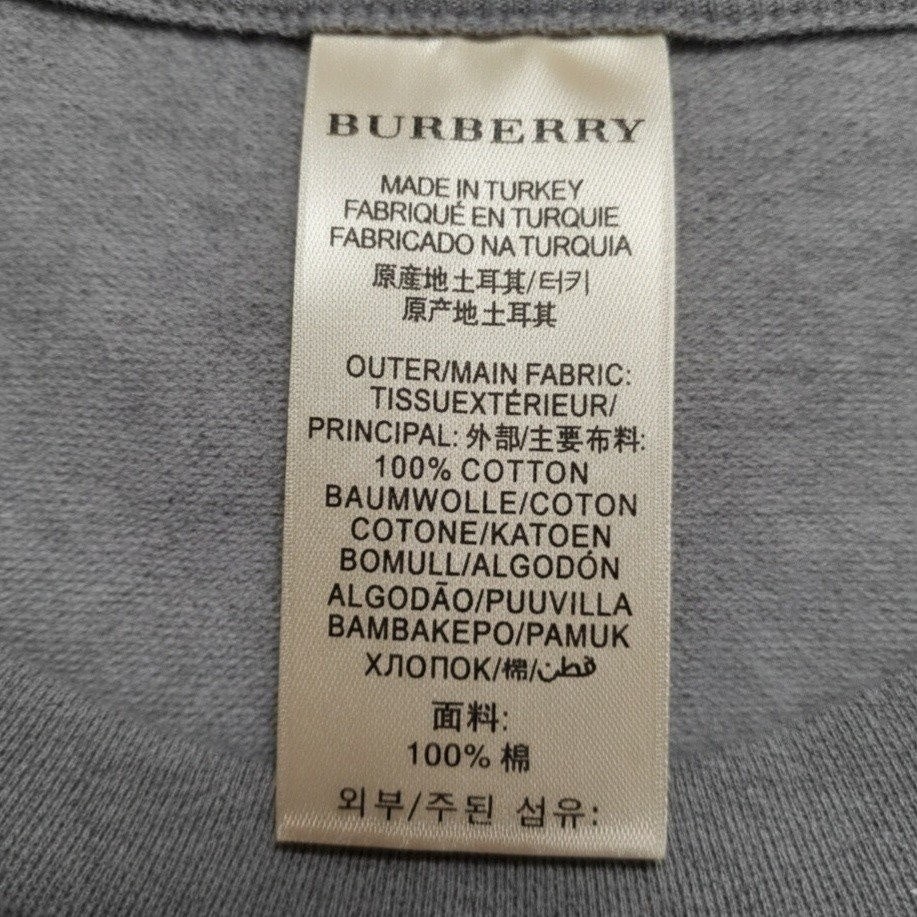 BURBERRY
MADE IN TURKEY
FABRIQUÉ EN TURQUIE
FABRICADO NA TURQUIA
原産地土耳其/터키
原产地土耳其
OUTER/MAIN FABRIC:
TISSUEXTÉRIEUR/
PRINCIPAL: 外部/主要布料:
100% COTTON
BAUMWOLLE/COTON
COTONE/KATOEN
BOMULL/ALGODÓN
ALGODÃO/PUUVILLA
BAMBAKEPO/PAMUK
ХЛОПОК/棉/قطن
面料:
100% 棉
외부/주된 섬유: